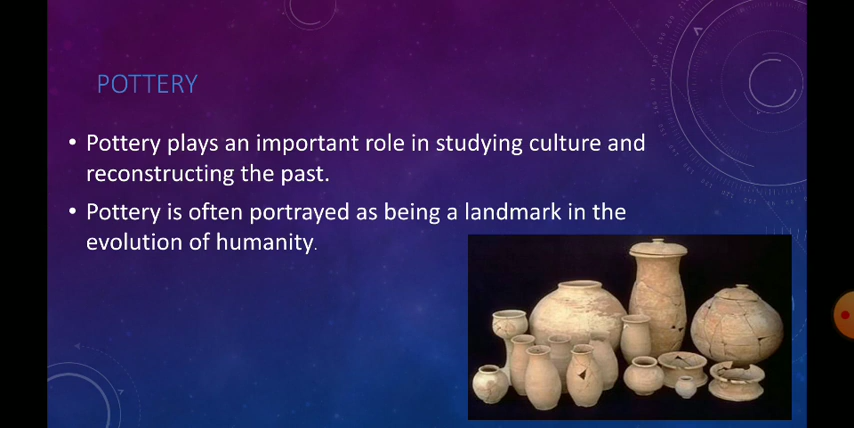 POTTERY
• Pottery plays an important role in studying culture and
reconstructing the past.
• Pottery is often portrayed as being a landmark in the
evolution of humanity.